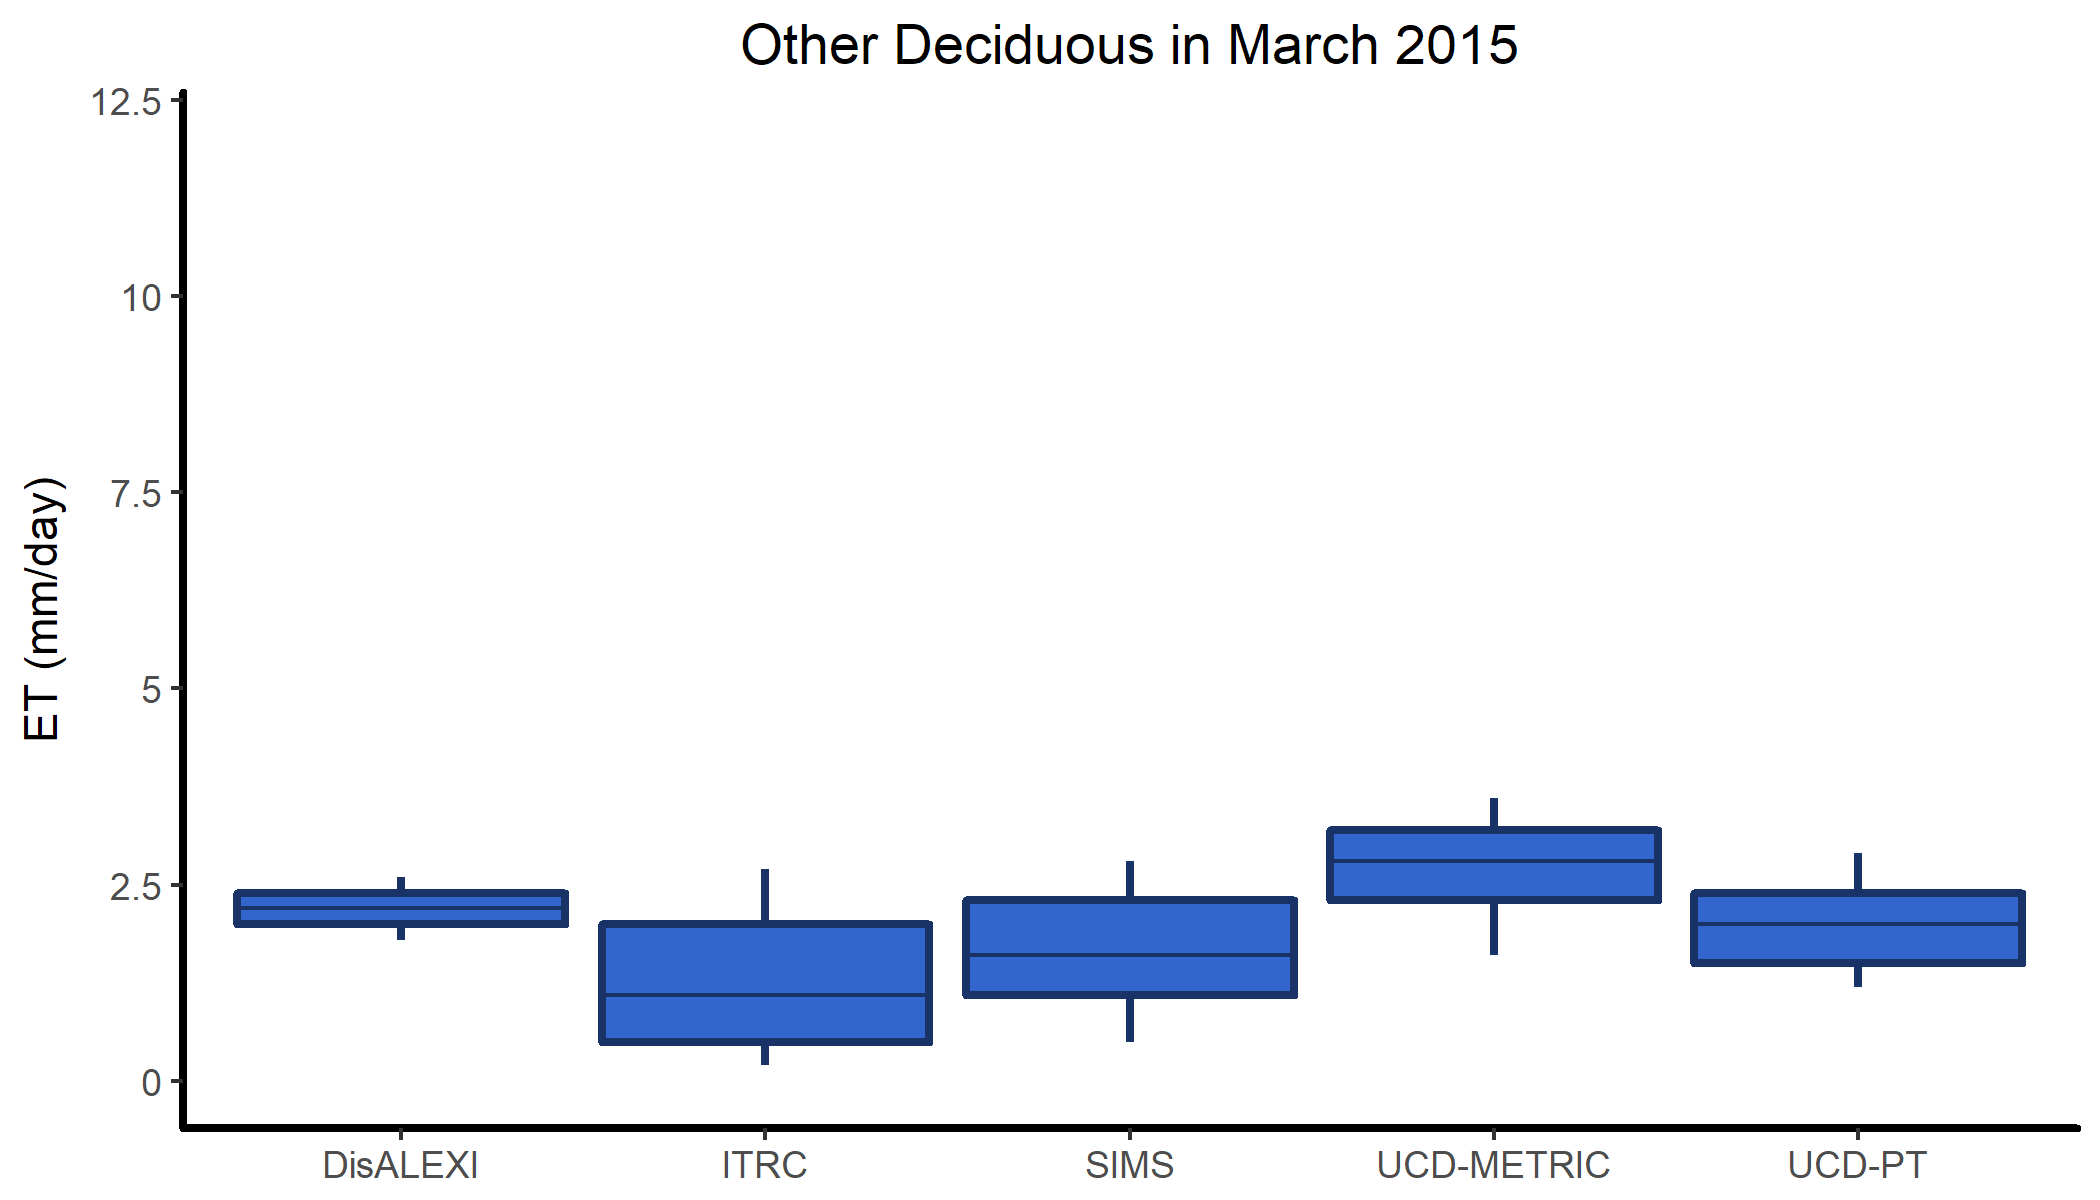 Other Deciduous in March 2015
12.5
10
7.5
5
2.5
0
ET (mm/day)
DisALEXI
ITRC
SIMS
UCD-METRIC
UCD-PT